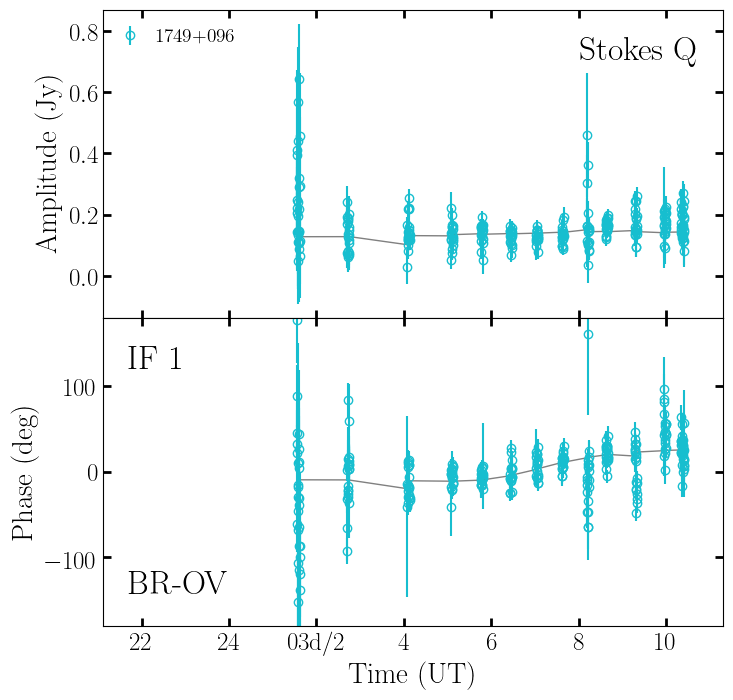 0.8
1749+096
Stokes Q
0.6
0.4
0.2
0.0
Amplitude (Jy)
IF 1
100
0
−100
Phase (deg)
BR-OV
22 24 03d/2 4 6 8 10
Time (UT)